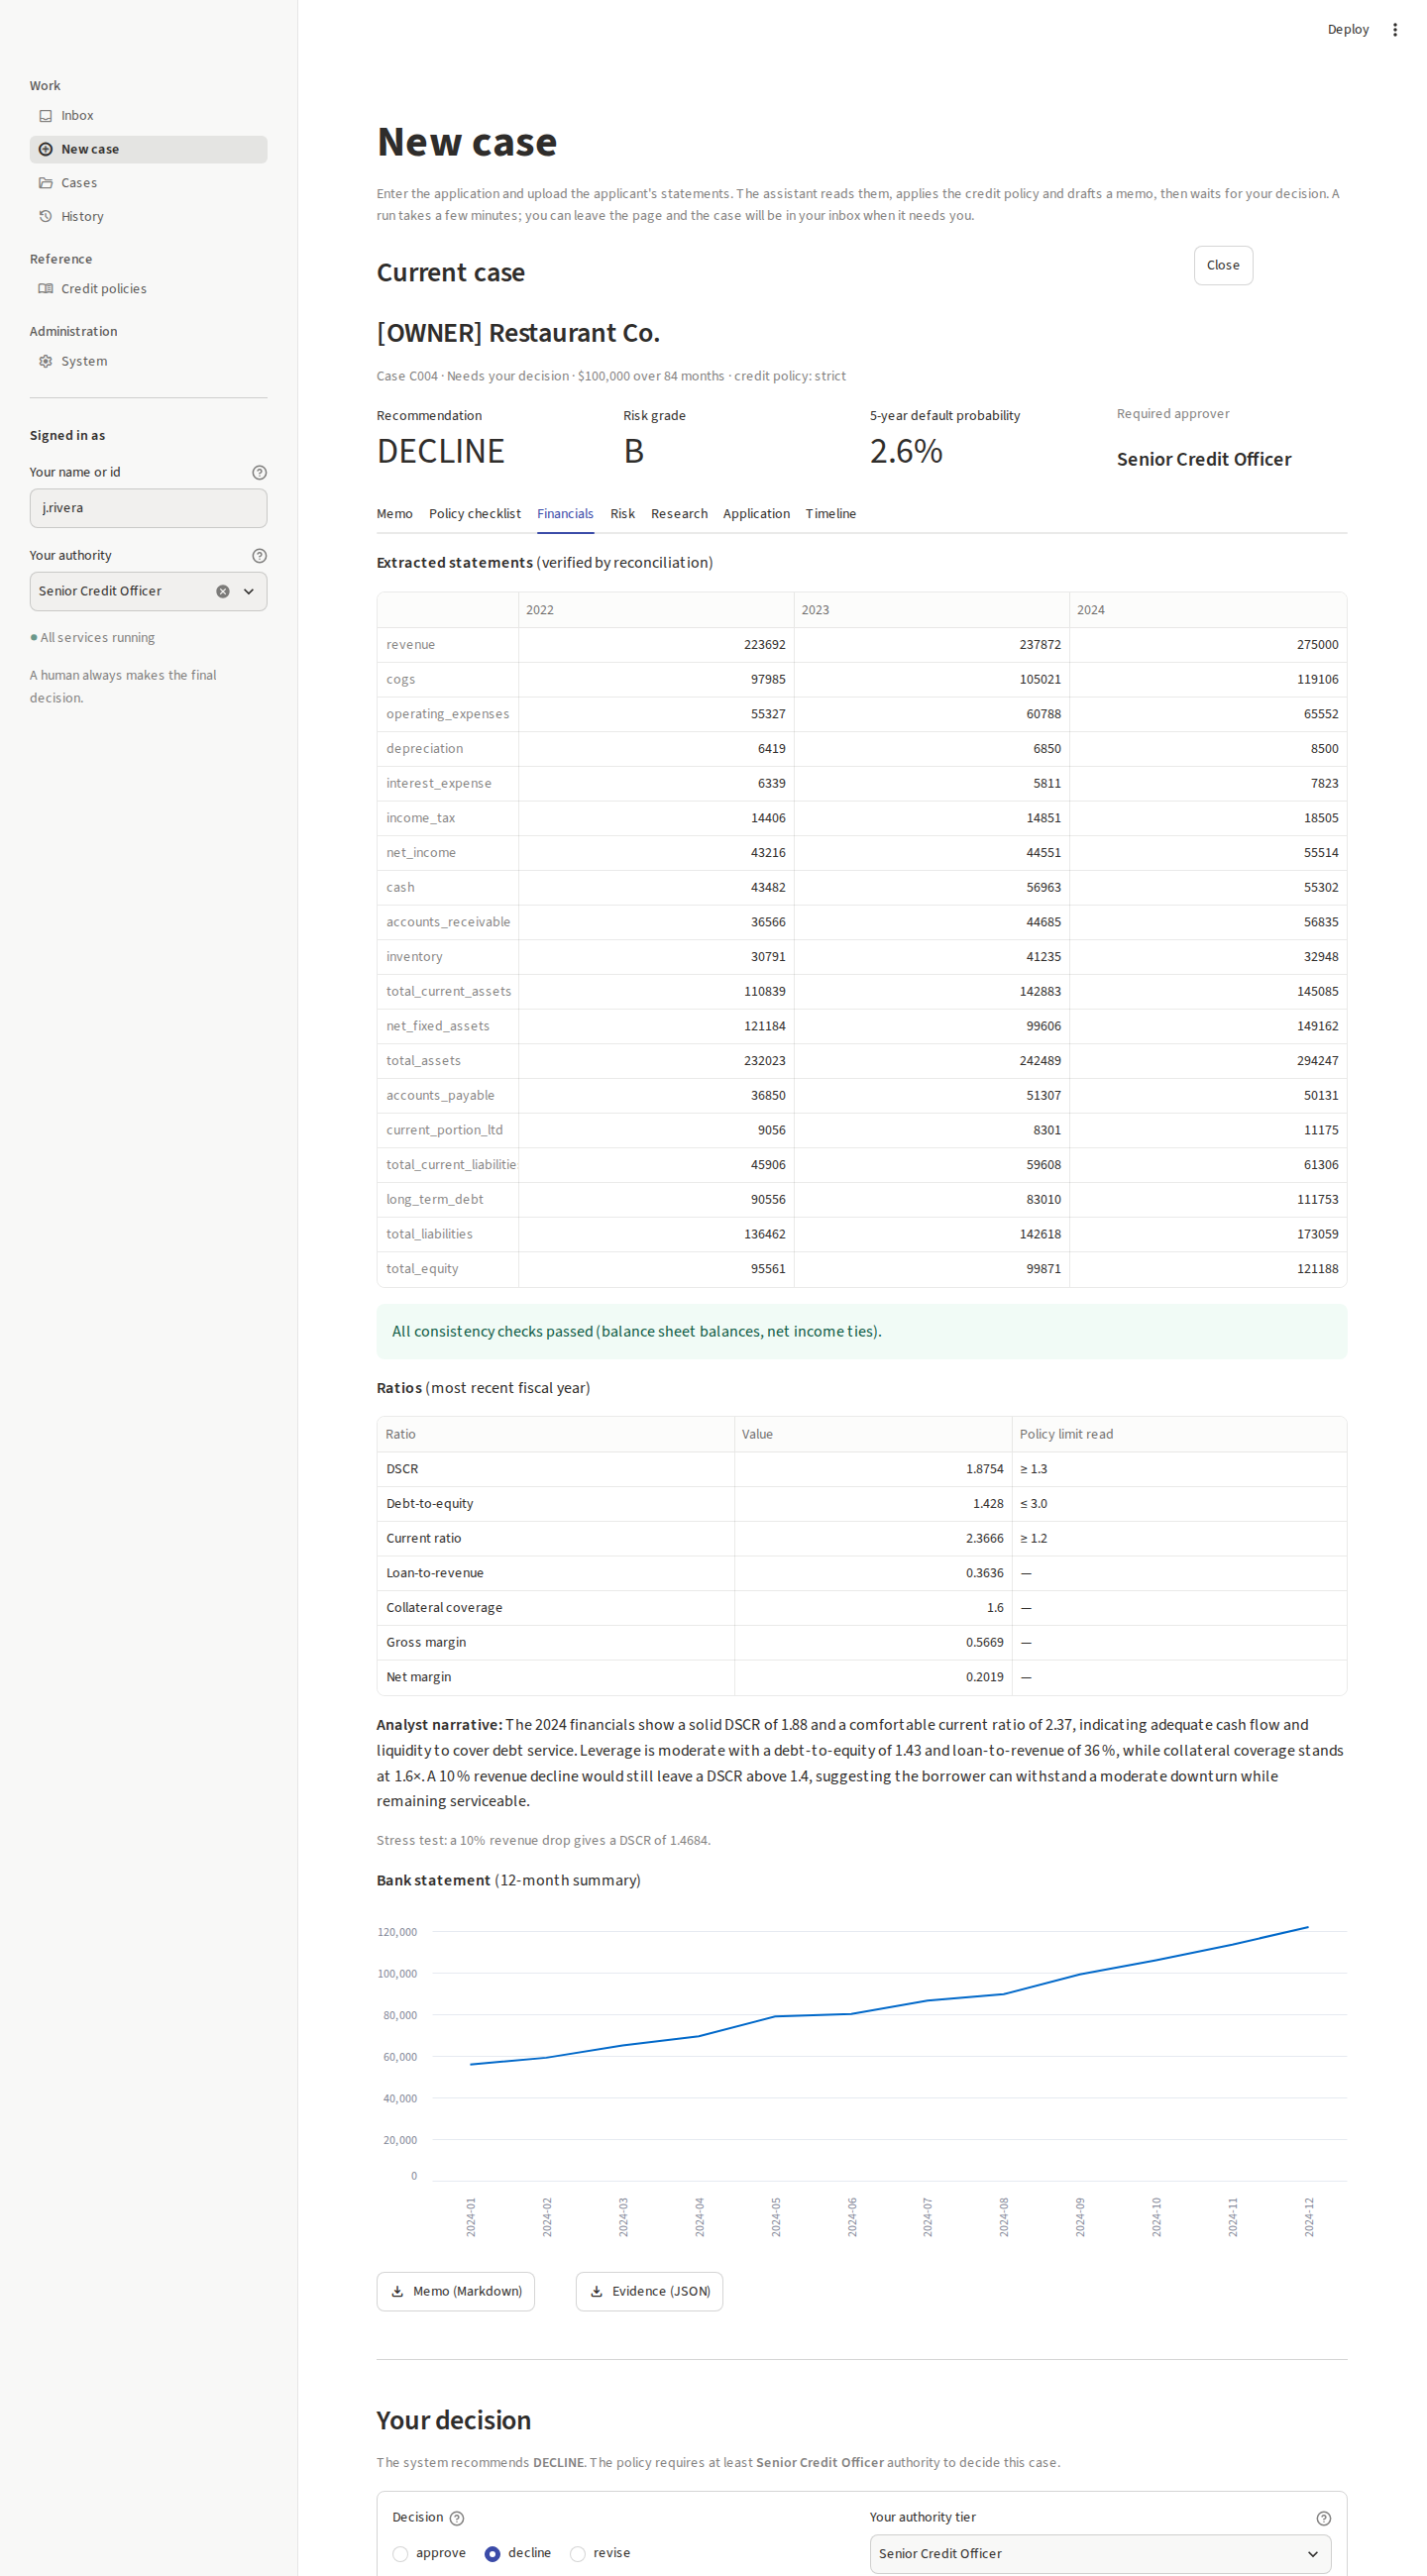 Deploy
Work
Inbox
New case
Cases
History
Reference
Credit policies
Administration
System
Signed in as
Your name or id
j.rivera
Your authority
Senior Credit Officer
All services running
A human always makes the final
decision.
New case
Enter the application and upload the applicant's statements. The assistant reads them, applies the credit policy and drafts a memo, then waits for your decision. A
run takes a few minutes; you can leave the page and the case will be in your inbox when it needs you.
Current case
Close
[OWNER] Restaurant Co.
Case C004 · Needs your decision · $100,000 over 84 months · credit policy: strict
Recommendation Risk grade 5-year default probability Required approver
DECLINE B 2.6% Senior Credit Officer
Memo Policy checklist Financials Risk Research Application Timeline
Extracted statements (verified by reconciliation)
2022 2023 2024
revenue 223692 237872 275000
cogs 97985 105021 119106
operating_expenses 55327 60788 65552
depreciation 6419 6850 8500
interest_expense 6339 5811 7823
income_tax 14406 14851 18505
net_income 43216 44551 55514
cash 43482 56963 55302
accounts_receivable 36566 44685 56835
inventory 30791 41235 32948
total_current_assets 110839 142883 145085
net_fixed_assets 121184 99606 149162
total_assets 232023 242489 294247
accounts_payable 36850 51307 50131
current_portion_ltd 9056 8301 11175
total_current_liabilitie 45906 59608 61306
long_term_debt 90556 83010 111753
total_liabilities 136462 142618 173059
total_equity 95561 99871 121188
All consistency checks passed (balance sheet balances, net income ties).
Ratios (most recent fiscal year)
Ratio Value Policy limit read
DSCR 1.8754 ≥ 1.3
Debt-to-equity 1.428 ≤ 3.0
Current ratio 2.3666 ≥ 1.2
Loan-to-revenue 0.3636 —
Collateral coverage 1.6 —
Gross margin 0.5669 —
Net margin 0.2019 —
Analyst narrative: The 2024 financials show a solid DSCR of 1.88 and a comfortable current ratio of 2.37, indicating adequate cash flow and
liquidity to cover debt service. Leverage is moderate with a debt-to-equity of 1.43 and loan-to-revenue of 36 %, while collateral coverage stands
at 1.6×. A 10 % revenue decline would still leave a DSCR above 1.4, suggesting the borrower can withstand a moderate downturn while
remaining serviceable.
Stress test: a 10% revenue drop gives a DSCR of 1.4684.
Bank statement (12-month summary)
120,000
100,000
80,000
60,000
40,000
20,000
0
2024-01 2024-02 2024-03 2024-04 2024-05 2024-06 2024-07 2024-08 2024-09 2024-10 2024-11 2024-12
Memo (Markdown) Evidence (JSON)
Your decision
The system recommends DECLINE. The policy requires at least Senior Credit Officer authority to decide this case.
Decision Your authority tier
approve decline revise Senior Credit Officer